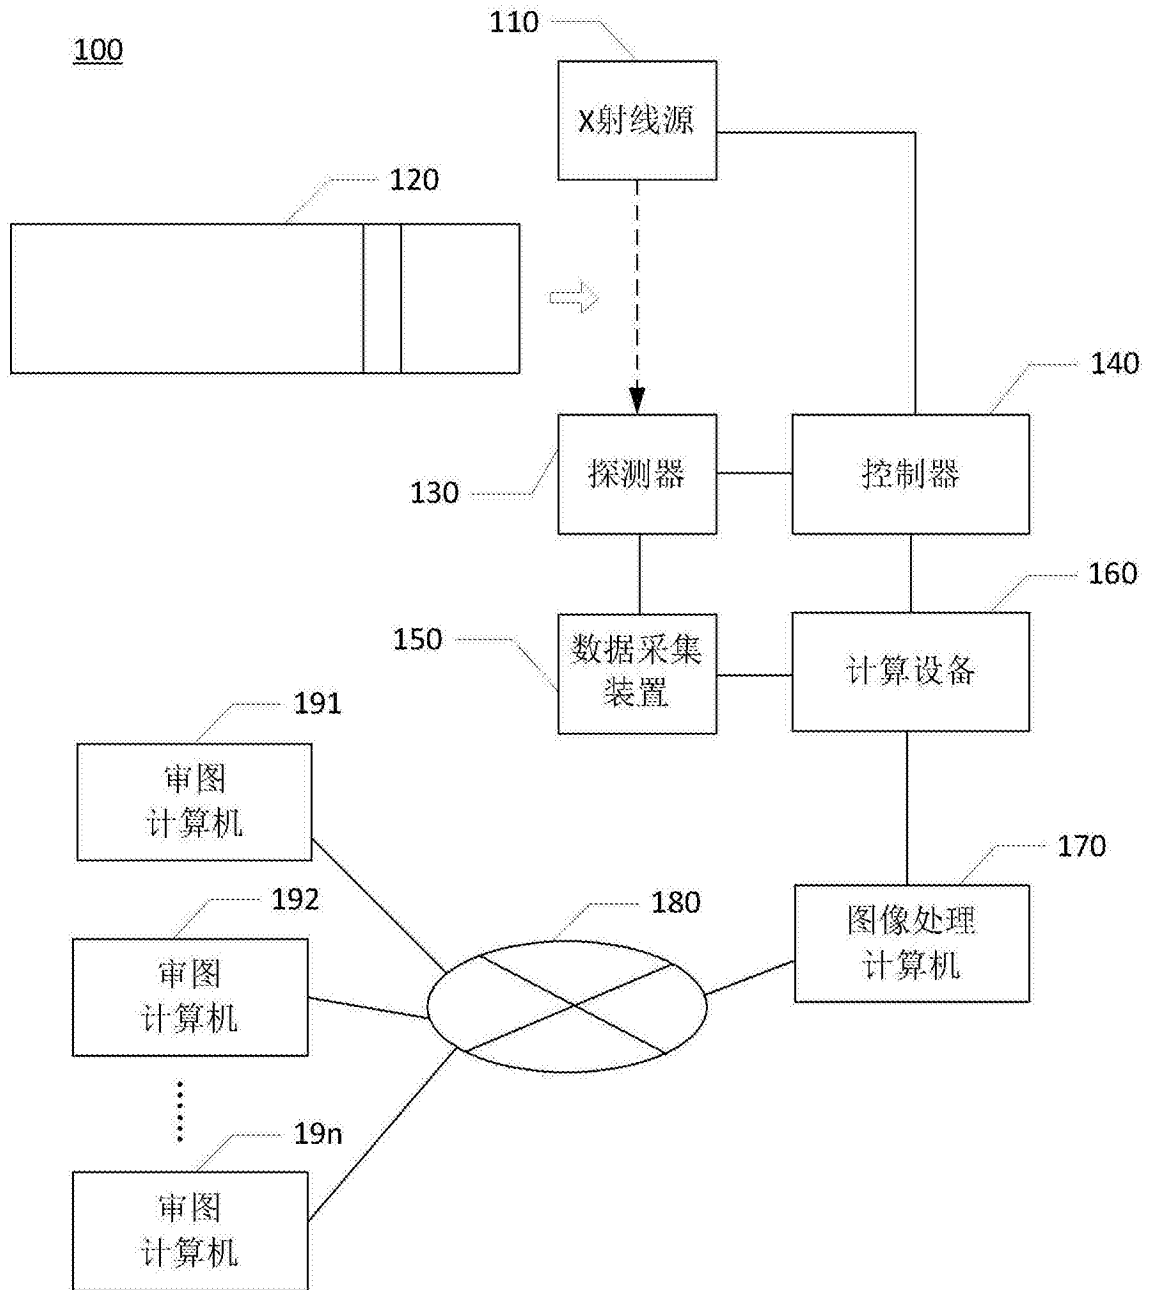 100
110
X射线源
120
140
130
探测器
控制器
160
150
数据采集
装置
计算设备
191
审图
计算机
170
192
180
图像处理
计算机
审图
计算机
......
19n
审图
计算机